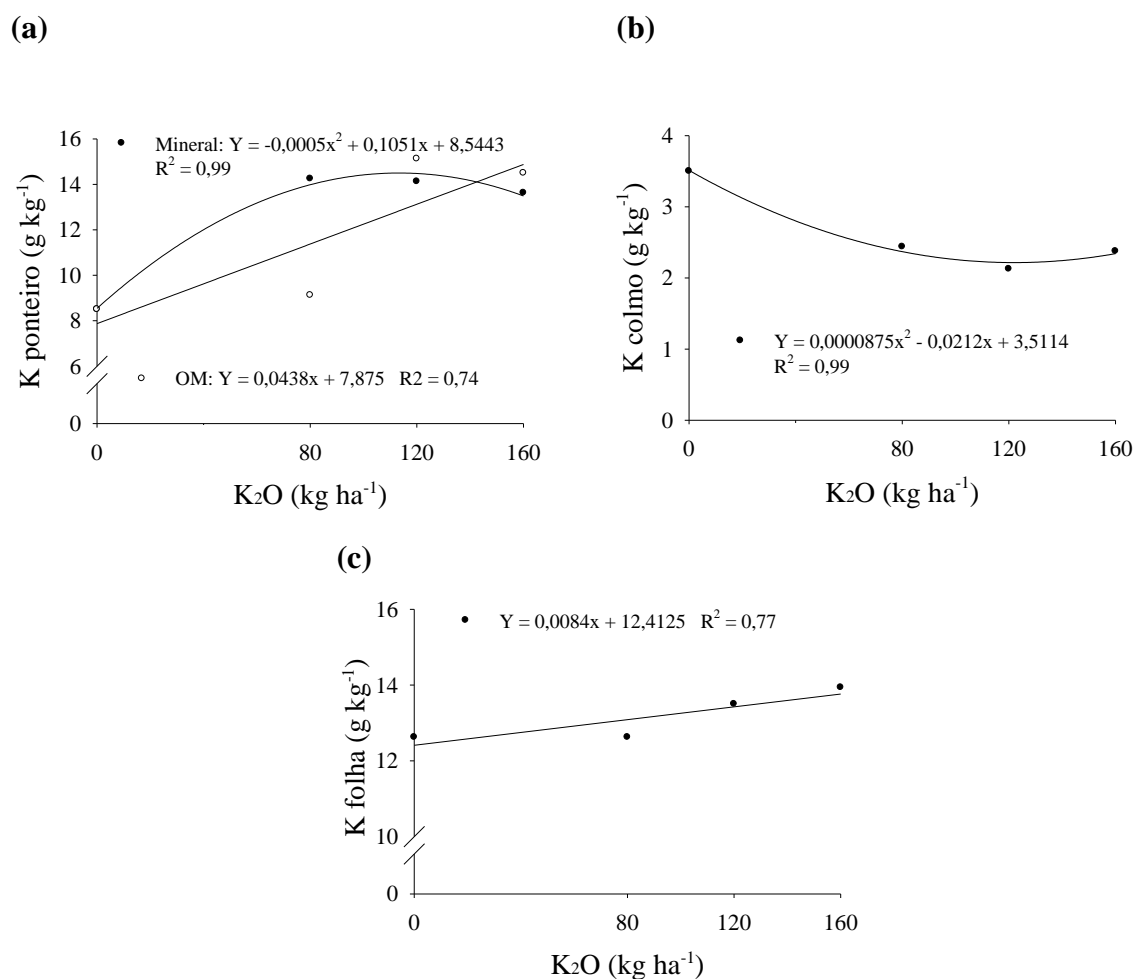 (a)
16
14
12
10
8
6
0
K ponteiro (g kg⁻¹)
Mineral: Y = -0,0005x² + 0,1051x + 8,5443
R² = 0,99
OM: Y = 0,0438x + 7,875 R2 = 0,74
0 80 120 160
K₂O (kg ha⁻¹)
(b)
4
3
2
1
0
K colmo (g kg⁻¹)
Y = 0,0000875x² - 0,0212x + 3,5114
R² = 0,99
0 80 120 160
K₂O (kg ha⁻¹)
(c)
16
14
12
10
0
K folha (g kg⁻¹)
Y = 0,0084x + 12,4125 R² = 0,77
0 80 120 160
K₂O (kg ha⁻¹)